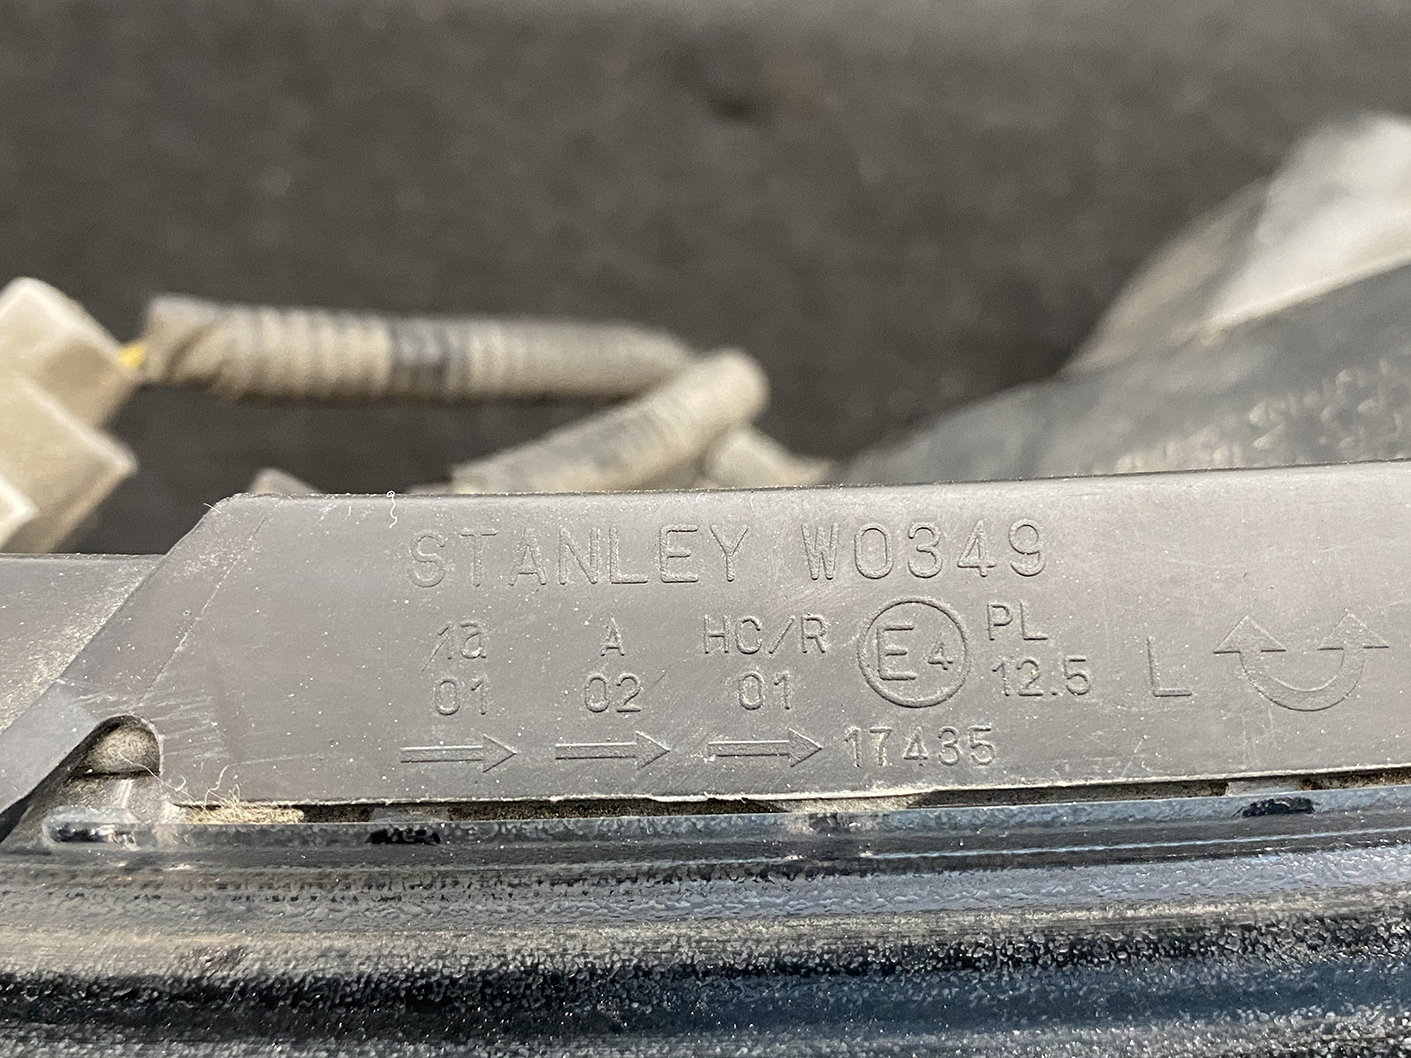 STANLEY W0349
1a A HC/R E4 PL
01 02 01 12.5 L
17435